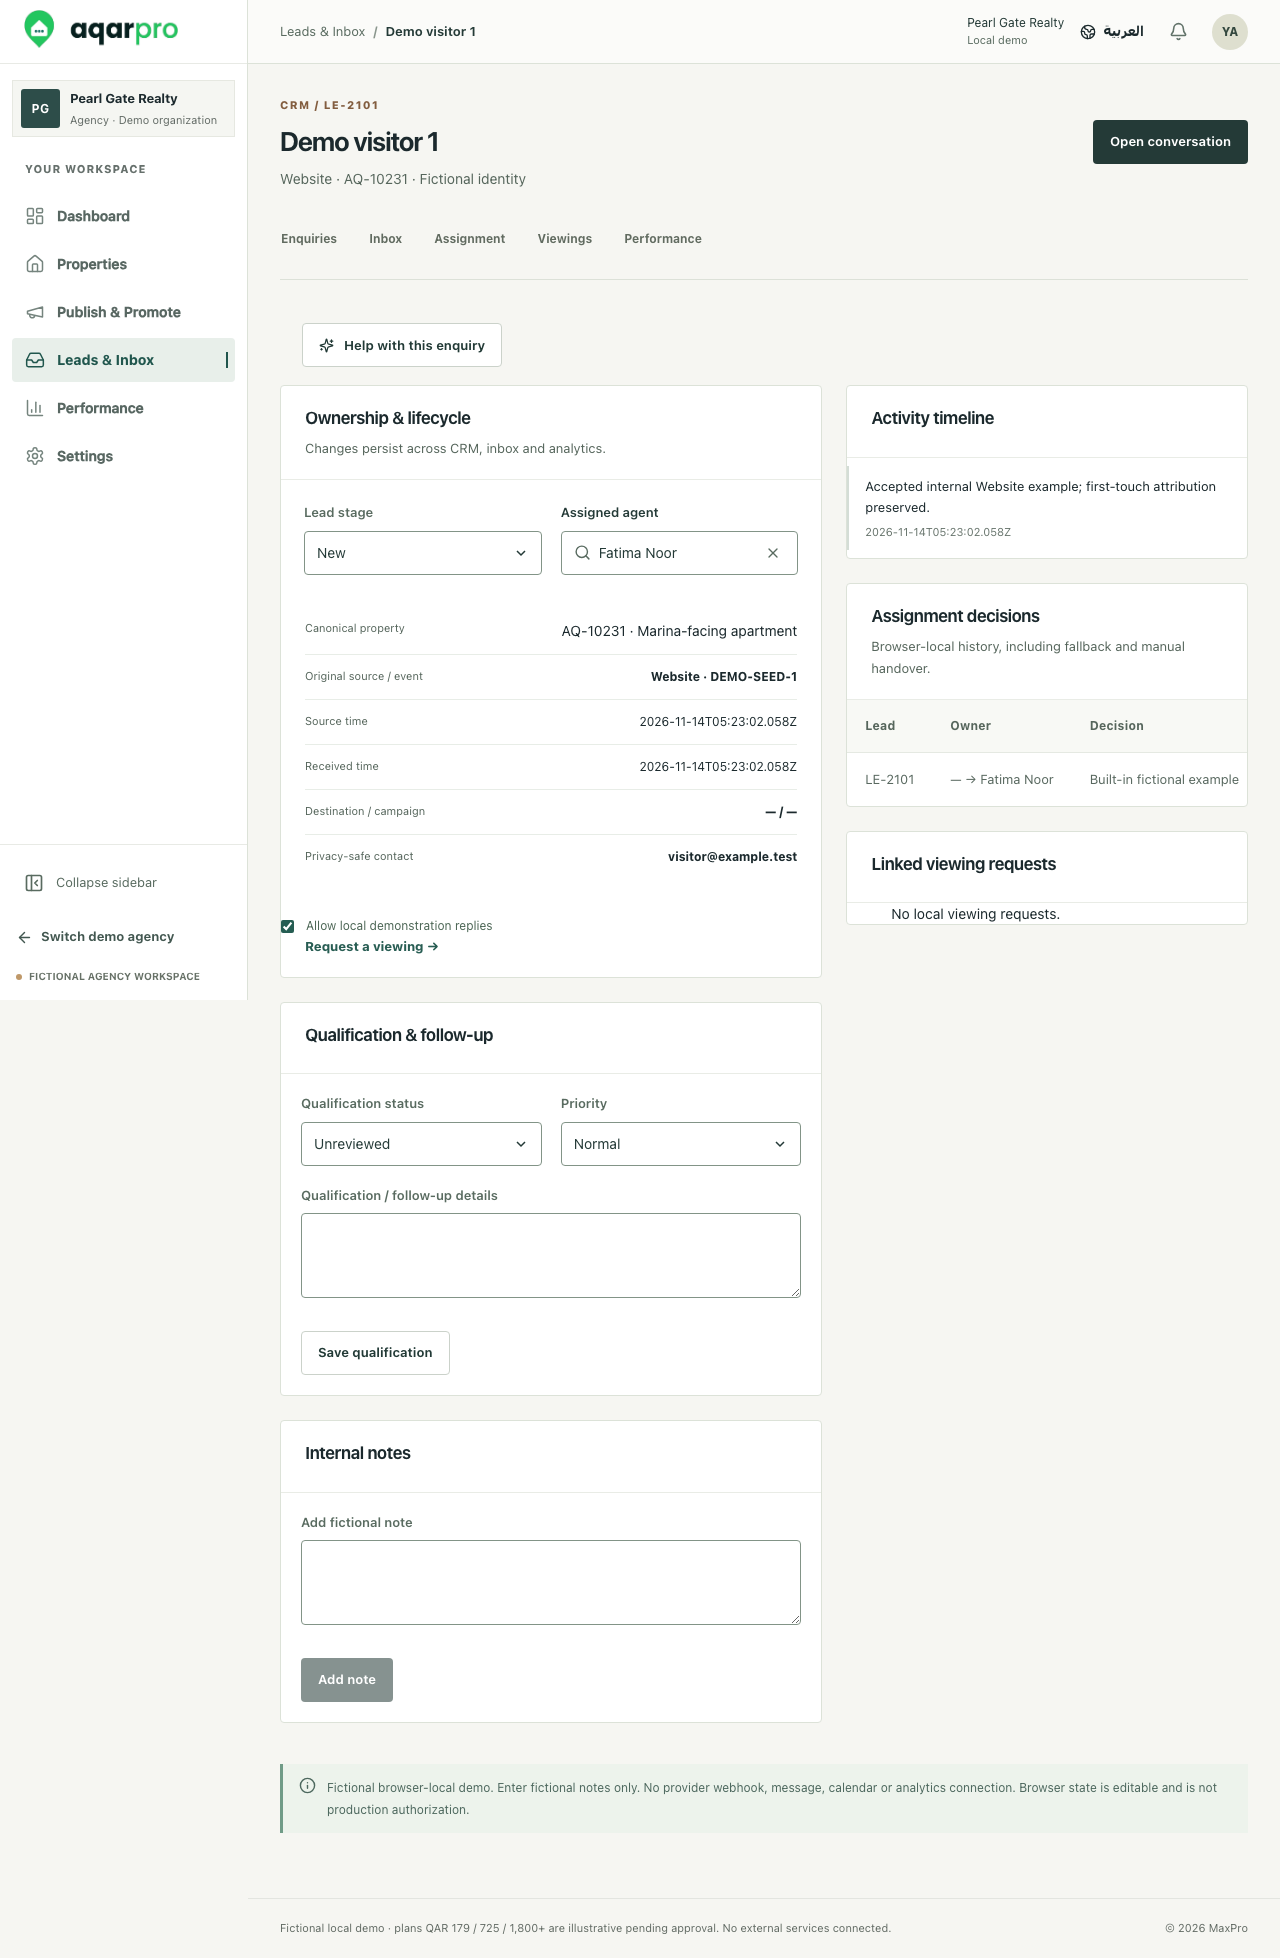 aqarpro
Leads & Inbox / Demo visitor 1
Pearl Gate Realty
Local demo
العربية
YA
PG
Pearl Gate Realty
Agency · Demo organization
YOUR WORKSPACE
Dashboard
Properties
Publish & Promote
Leads & Inbox
Performance
Settings
Collapse sidebar
Switch demo agency
FICTIONAL AGENCY WORKSPACE
CRM / LE-2101
Demo visitor 1
Website · AQ-10231 · Fictional identity
Open conversation
Enquiries Inbox Assignment Viewings Performance
Help with this enquiry
Ownership & lifecycle
Changes persist across CRM, inbox and analytics.
Lead stage Assigned agent
New Fatima Noor
Canonical property AQ-10231 · Marina-facing apartment
Original source / event Website · DEMO-SEED-1
Source time 2026-11-14T05:23:02.058Z
Received time 2026-11-14T05:23:02.058Z
Destination / campaign — / —
Privacy-safe contact visitor@example.test
Allow local demonstration replies
Request a viewing →
Activity timeline
Accepted internal Website example; first-touch attribution
preserved.
2026-11-14T05:23:02.058Z
Assignment decisions
Browser-local history, including fallback and manual
handover.
Lead Owner Decision
LE-2101 — → Fatima Noor Built-in fictional example
Linked viewing requests
No local viewing requests.
Qualification & follow-up
Qualification status Priority
Unreviewed Normal
Qualification / follow-up details
Save qualification
Internal notes
Add fictional note
Add note
Fictional browser-local demo. Enter fictional notes only. No provider webhook, message, calendar or analytics connection. Browser state is editable and is not
production authorization.
Fictional local demo · plans QAR 179 / 725 / 1,800+ are illustrative pending approval. No external services connected.
© 2026 MaxPro